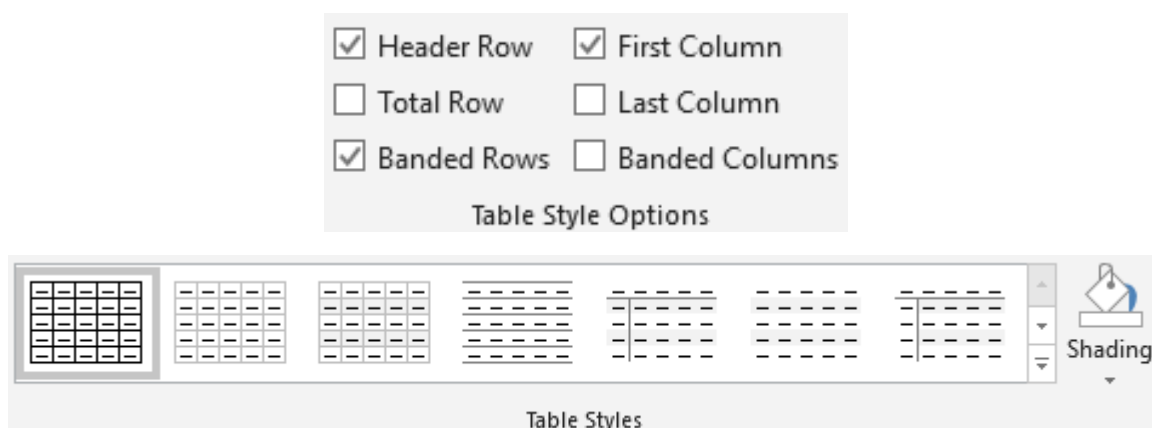 Header Row First Column
Total Row Last Column
Banded Rows Banded Columns
Table Style Options
Shading
Table Styles